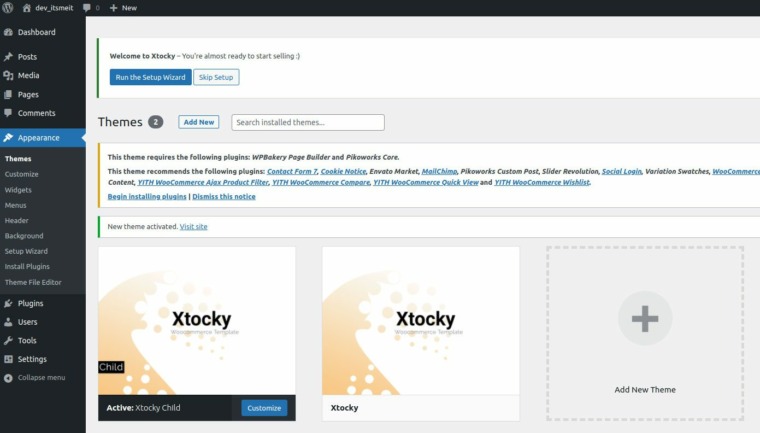 dev_itsmeit 0 New
Dashboard
Posts
Media
Pages
Comments
Appearance
Themes
Customize
Widgets
Menus
Header
Background
Setup Wizard
Install Plugins
Theme File Editor
Plugins
Users
Tools
Settings
Collapse menu
Welcome to Xtocky – You're almost ready to start selling :)
Run the Setup Wizard Skip Setup
Themes 2 Add New Search installed themes...
This theme requires the following plugins: WPBakery Page Builder and Pikoworks Core.
This theme recommends the following plugins: Contact Form 7, Cookie Notice, Envato Market, MailChimp, Pikoworks Custom Post, Slider Revolution, Social Login, Variation Swatches, WooCommerce
Content, YITH WooCommerce Ajax Product Filter, YITH WooCommerce Compare, YITH WooCommerce Quick View and YITH WooCommerce Wishlist.
Begin installing plugins | Dismiss this notice
New theme activated. Visit site
Xtocky
Woocommerce Template
Child
Active: Xtocky Child Customize
Xtocky
Woocommerce Template
Xtocky
Add New Theme